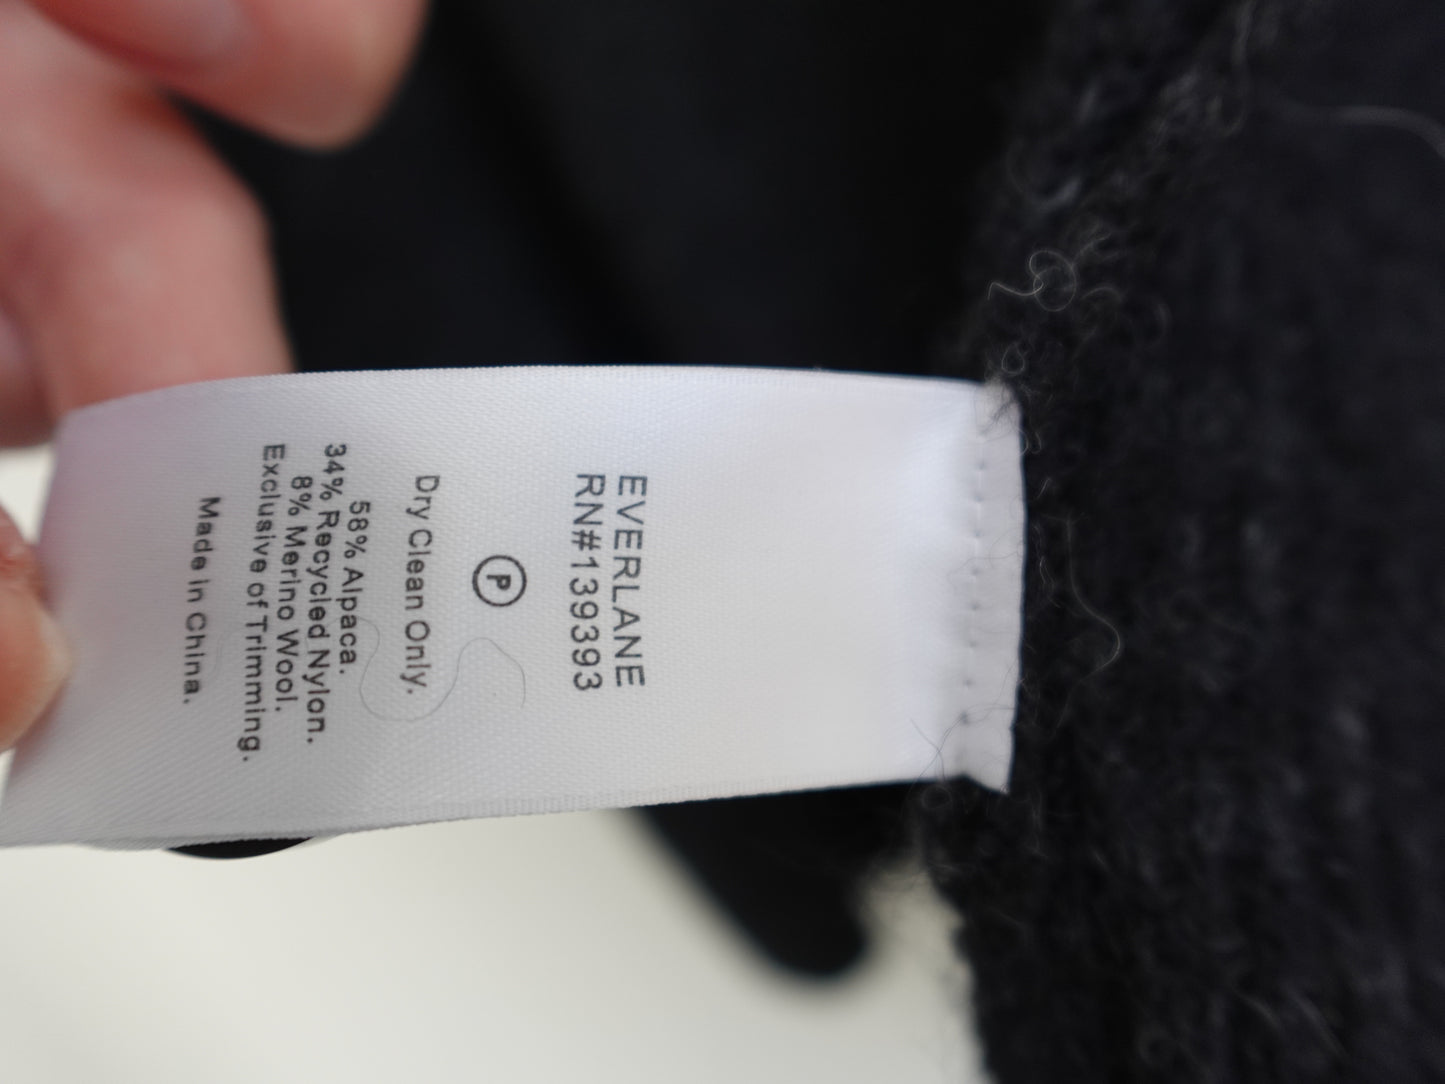 EVERLANE
RN#139393
P
Dry Clean Only.
58% Alpaca.
34% Recycled Nylon.
8% Merino Wool.
Exclusive of Trimming.
Made in China.